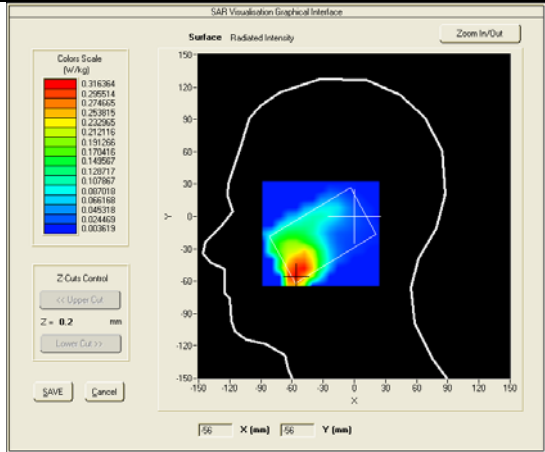 SAR Visualisation Graphical Interface
Surface Radiated Intensity
Zoom In/Out
Colors Scale
(W/kg)
0.316364
0.295514
0.274665
0.253815
0.232965
0.212116
0.191266
0.170416
0.149567
0.128717
0.107867
0.087018
0.066168
0.045318
0.024469
0.003619
150
120
90
60
30
0
-30
-60
-90
-120
-150
Y
-150 -120 -90 -60 -30 0 30 60 90 120 150
X
Z-Cuts Control
<< Upper Cut
Z = 0.2 mm
Lower Cut >>
SAVE Cancel
-56 X (mm) -56 Y (mm)